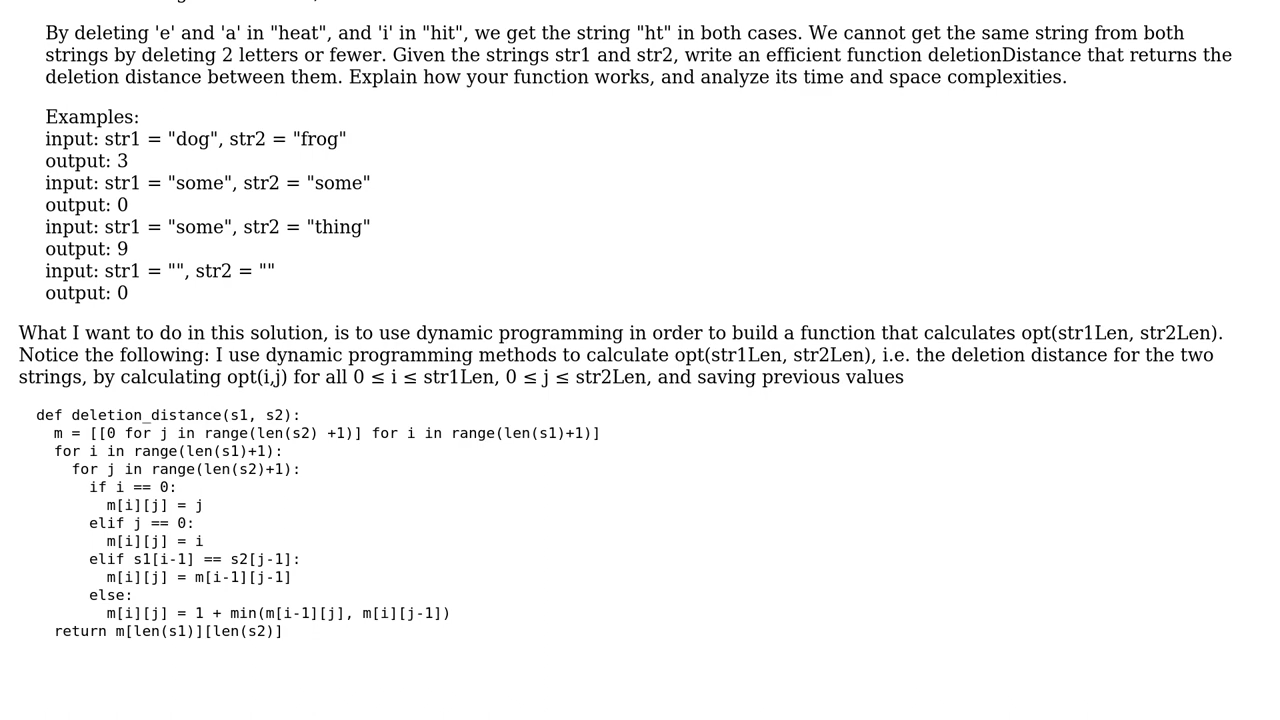 By deleting 'e' and 'a' in "heat", and 'i' in "hit", we get the string "ht" in both cases. We cannot get the same string from both
strings by deleting 2 letters or fewer. Given the strings str1 and str2, write an efficient function deletionDistance that returns the
deletion distance between them. Explain how your function works, and analyze its time and space complexities.
Examples:
input: str1 = "dog", str2 = "frog"
output: 3
input: str1 = "some", str2 = "some"
output: 0
input: str1 = "some", str2 = "thing"
output: 9
input: str1 = "", str2 = ""
output: 0
What I want to do in this solution, is to use dynamic programming in order to build a function that calculates opt(str1Len, str2Len).
Notice the following: I use dynamic programming methods to calculate opt(str1Len, str2Len), i.e. the deletion distance for the two
strings, by calculating opt(i,j) for all 0 ≤ i ≤ str1Len, 0 ≤ j ≤ str2Len, and saving previous values
def deletion_distance(s1, s2):
  m = [[0 for j in range(len(s2) +1)] for i in range(len(s1)+1)]
  for i in range(len(s1)+1):
    for j in range(len(s2)+1):
      if i == 0:
        m[i][j] = j
      elif j == 0:
        m[i][j] = i
      elif s1[i-1] == s2[j-1]:
        m[i][j] = m[i-1][j-1]
      else:
        m[i][j] = 1 + min(m[i-1][j], m[i][j-1])
  return m[len(s1)][len(s2)]